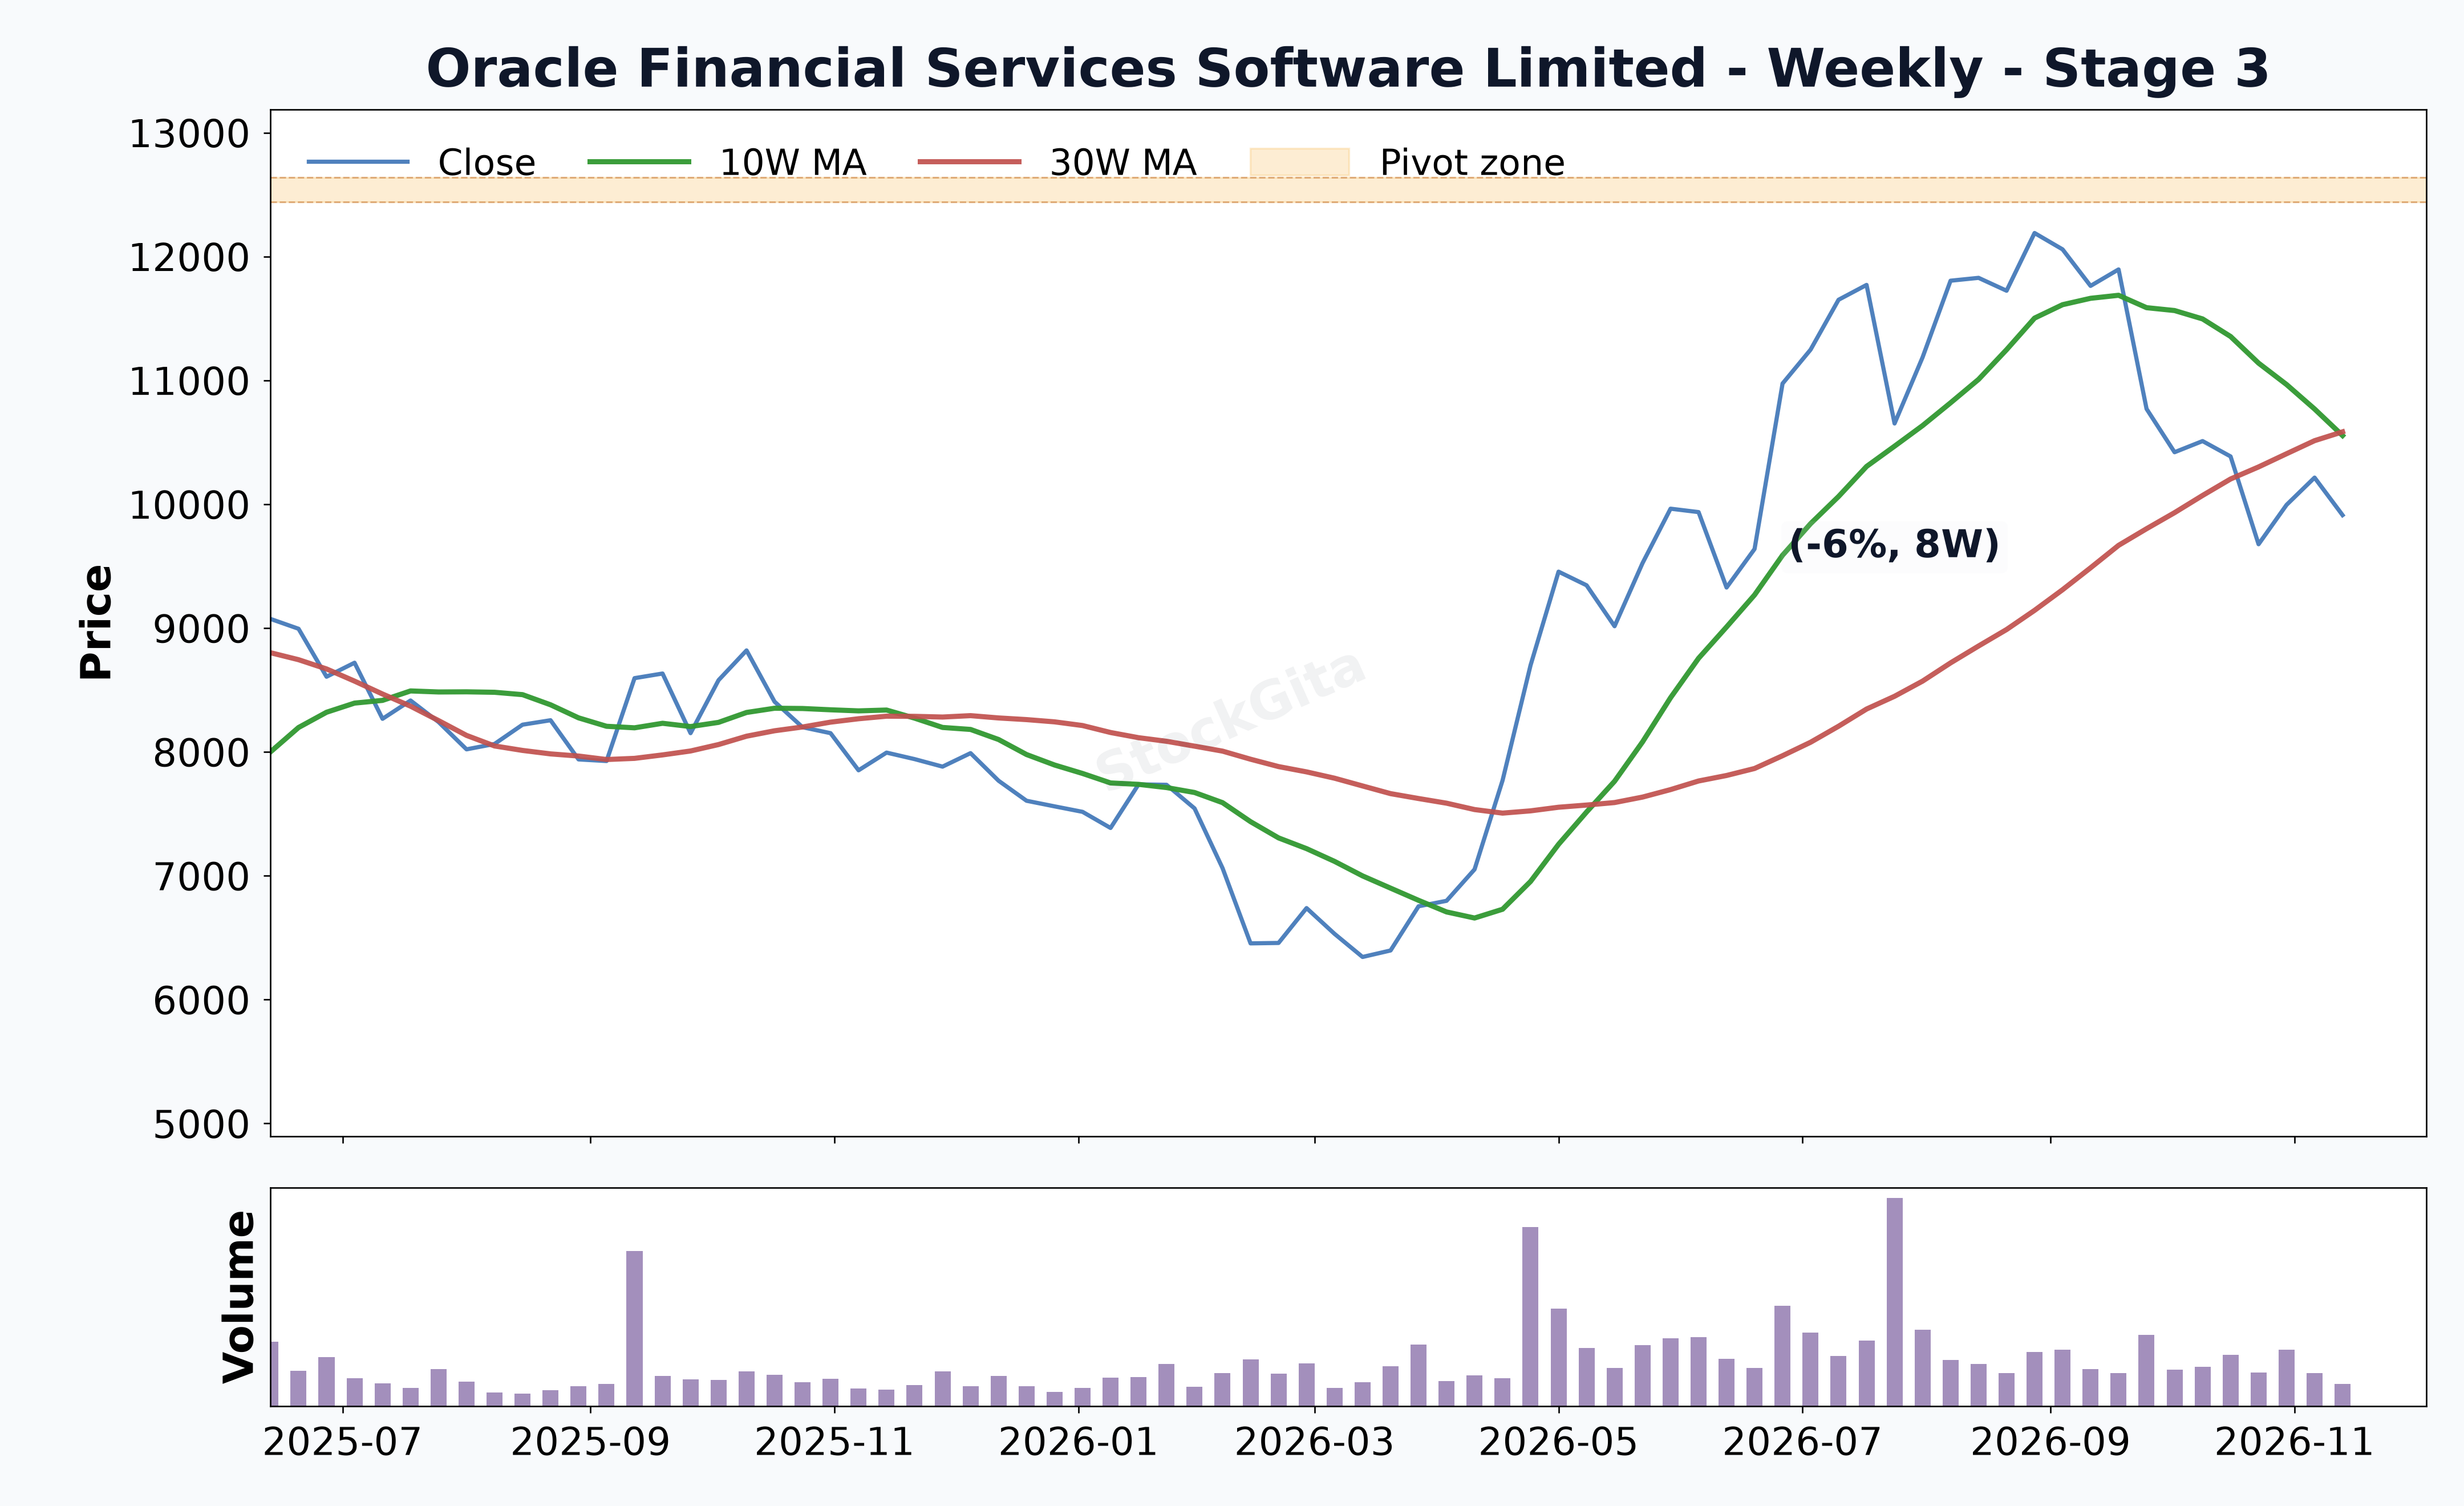 Oracle Financial Services Software Limited - Weekly - Stage 3
Close
10W MA
30W MA
Pivot zone
13000
12000
11000
10000
9000
8000
7000
6000
5000
Price
(-6%, 8W)
StockGita
Volume
2025-07
2025-09
2025-11
2026-01
2026-03
2026-05
2026-07
2026-09
2026-11